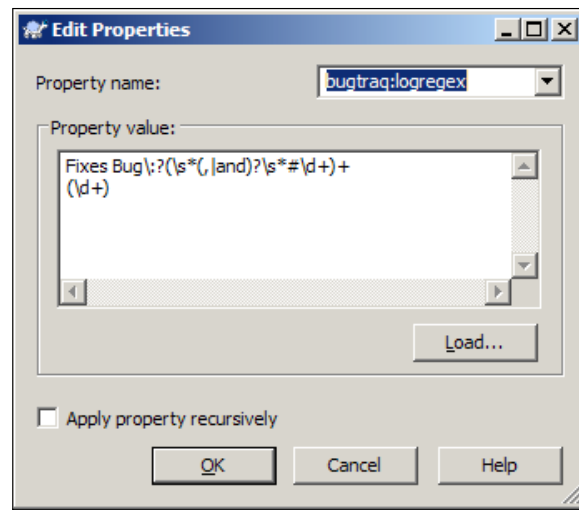 Edit Properties
Property name:
bugtraq:logregex
Property value:
Fixes Bug\:?(\s*(,|and)?\s*#\d+)+
(\d+)
Load...
Apply property recursively
OK
Cancel
Help